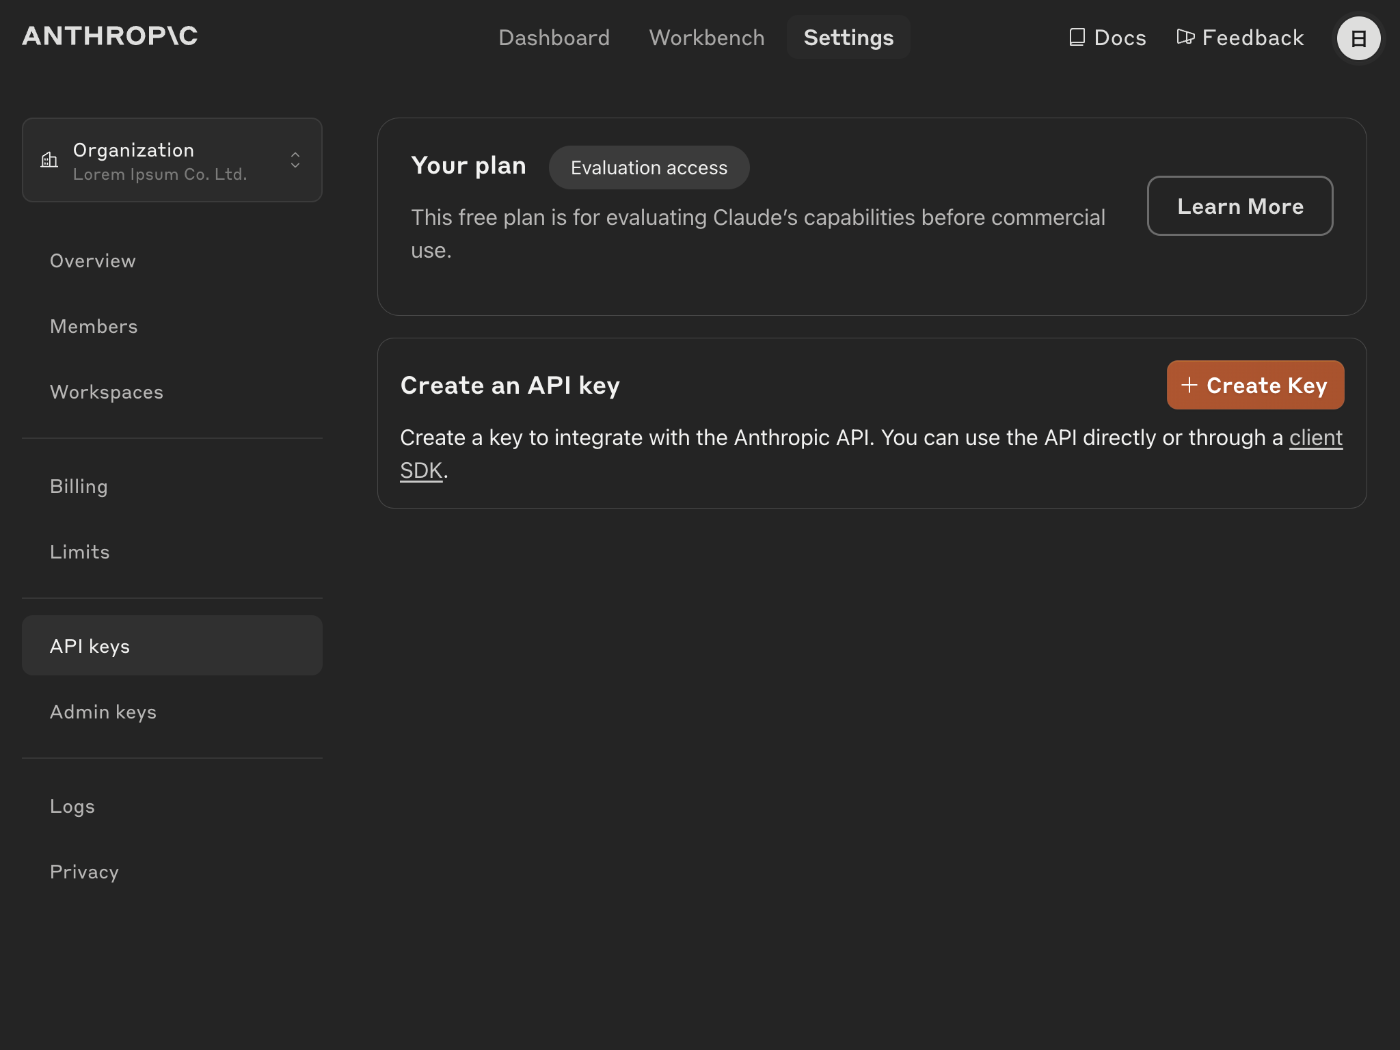 ANTHROP\C
Dashboard
Workbench
Settings
Docs
Feedback
日
Organization
Lorem Ipsum Co. Ltd.
Overview
Members
Workspaces
Billing
Limits
API keys
Admin keys
Logs
Privacy
Your plan
Evaluation access
This free plan is for evaluating Claude’s capabilities before commercial
use.
Learn More
Create an API key
+ Create Key
Create a key to integrate with the Anthropic API. You can use the API directly or through a client
SDK.